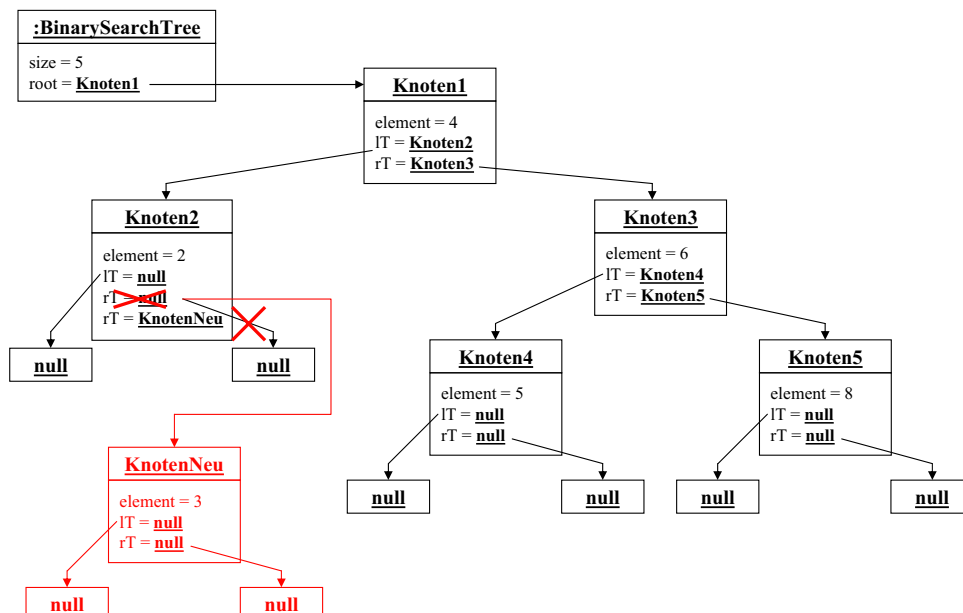 :BinarySearchTree
size = 5
root = Knoten1
Knoten1
element = 4
lT = Knoten2
rT = Knoten3
Knoten2
element = 2
lT = null
rT = null
rT = KnotenNeu
null
null
Knoten3
element = 6
lT = Knoten4
rT = Knoten5
Knoten4
element = 5
lT = null
rT = null
null
null
Knoten5
element = 8
lT = null
rT = null
null
null
KnotenNeu
element = 3
lT = null
rT = null
null
null